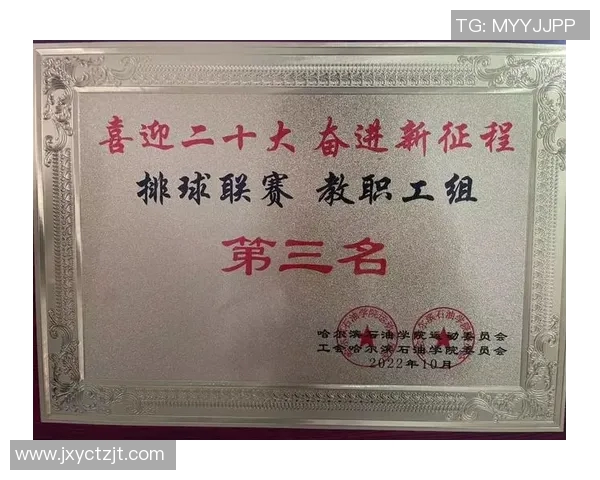 TG: MYYJJPP
喜迎二十大 奋进新征程
排球联赛 教职工组
第三名
哈尔滨石油学院运动委员会
工会哈尔滨石油学院委员会
2022年10月
www.jxyctzjt.com